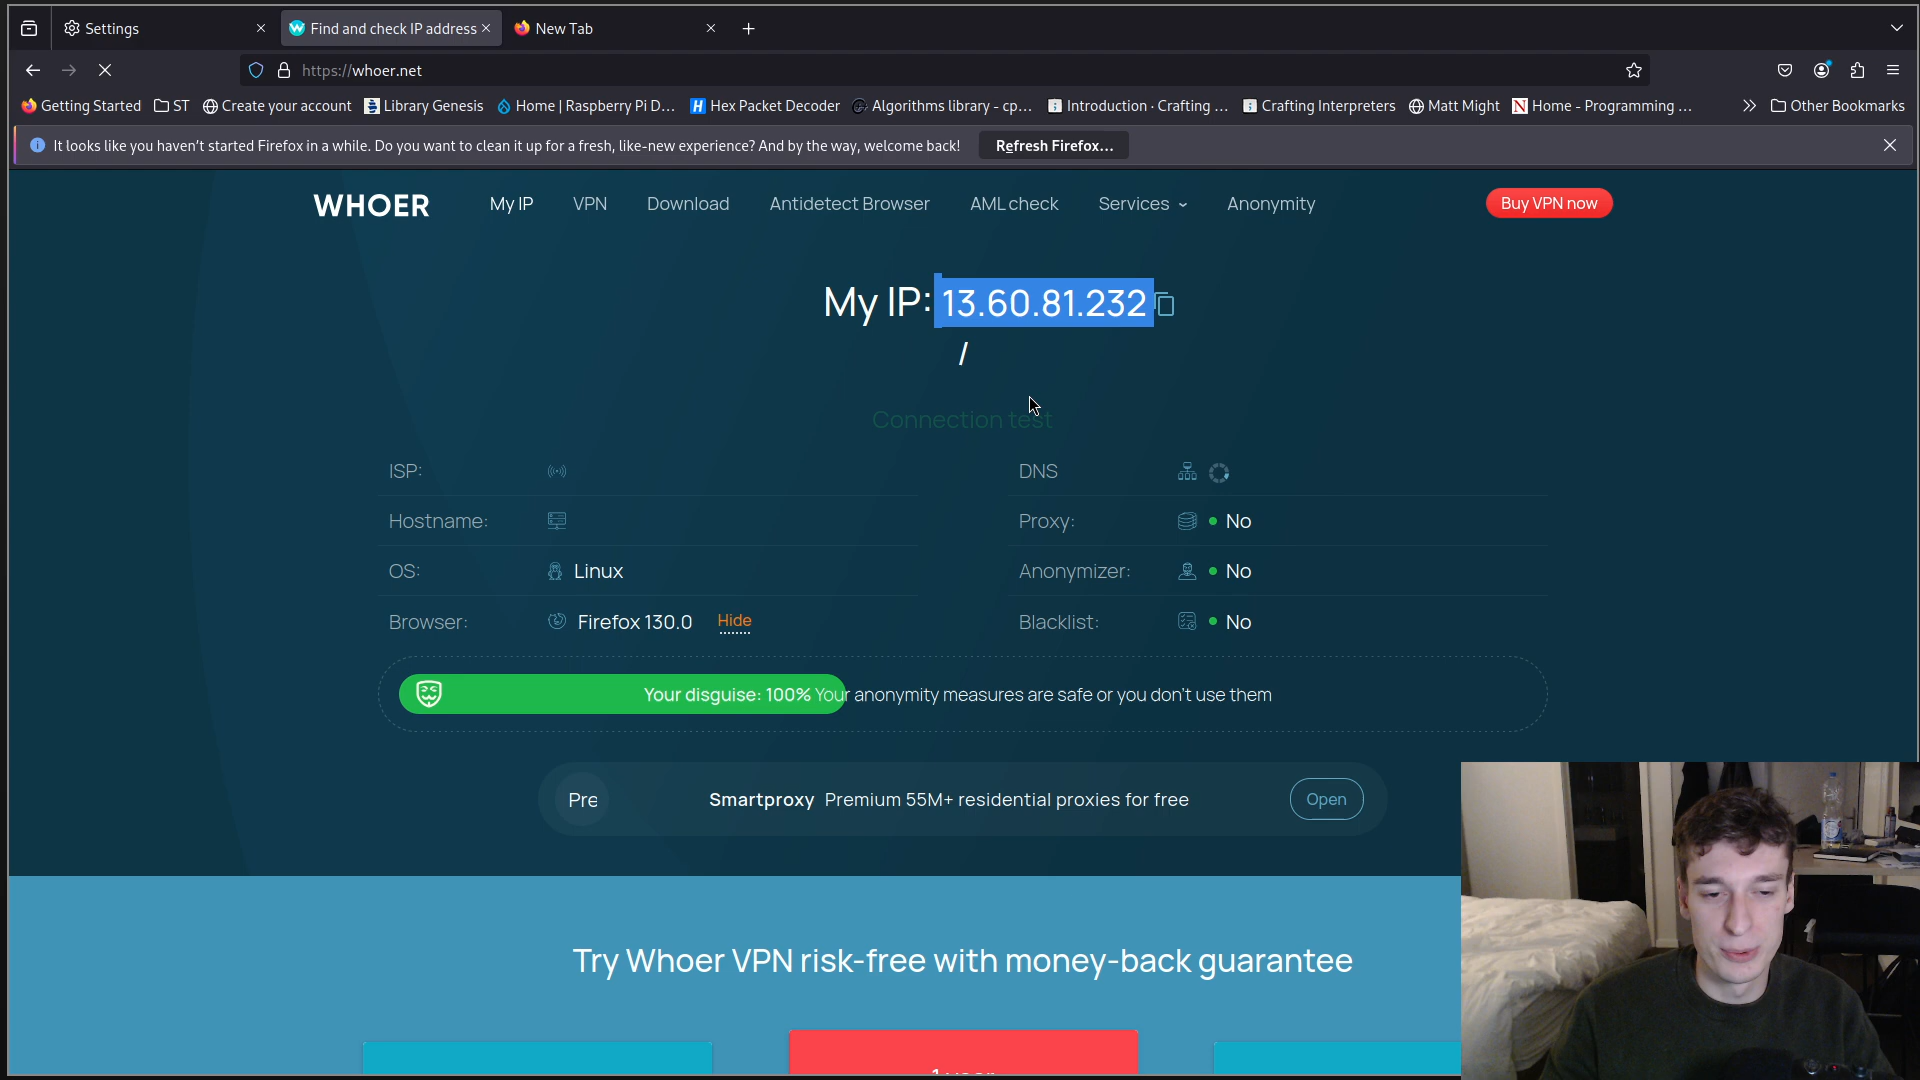 Settings
Find and check IP address
New Tab
https://whoer.net
Getting Started
ST
Create your account
Library Genesis
Home | Raspberry Pi D...
Hex Packet Decoder
Algorithms library - cp...
Introduction · Crafting ...
Crafting Interpreters
Matt Might
Home - Programming ...
Other Bookmarks
It looks like you haven't started Firefox in a while. Do you want to clean it up for a fresh, like-new experience? And by the way, welcome back!
Refresh Firefox...
WHOER
My IP
VPN
Download
Antidetect Browser
AML check
Services
Anonymity
Buy VPN now
My IP: 13.60.81.232
/
Connection test
ISP:
DNS
Hostname:
Proxy: No
OS: Linux
Anonymizer: No
Browser: Firefox 130.0 Hide
Blacklist: No
Your disguise: 100% Your anonymity measures are safe or you don't use them
Pre
Smartproxy Premium 55M+ residential proxies for free
Open
Try Whoer VPN risk-free with money-back guarantee
1 year